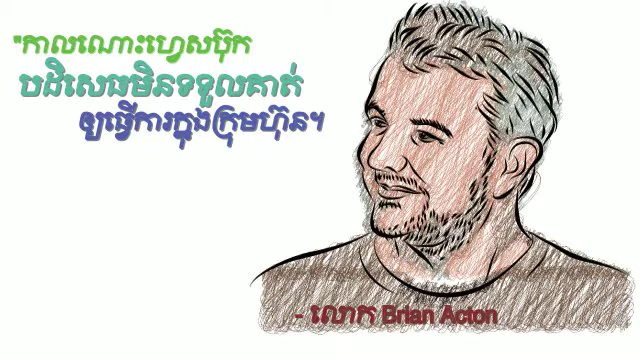 "កាលណោះហ្វេសប៊ុក
បដិសេធមិនទទួលគាត់
ឲ្យធ្វើការក្នុងក្រុមហ៊ុន។
- លោក Brian Acton